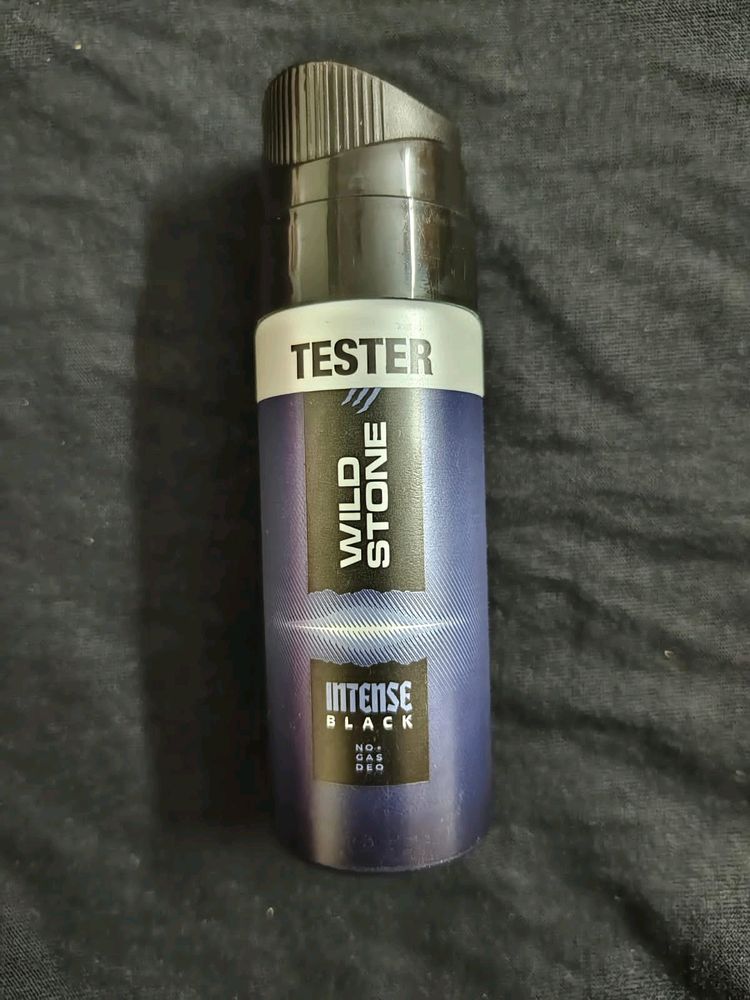 TESTER
WILD
STONE
INTENSE
BLACK
NO
GAS
DEO